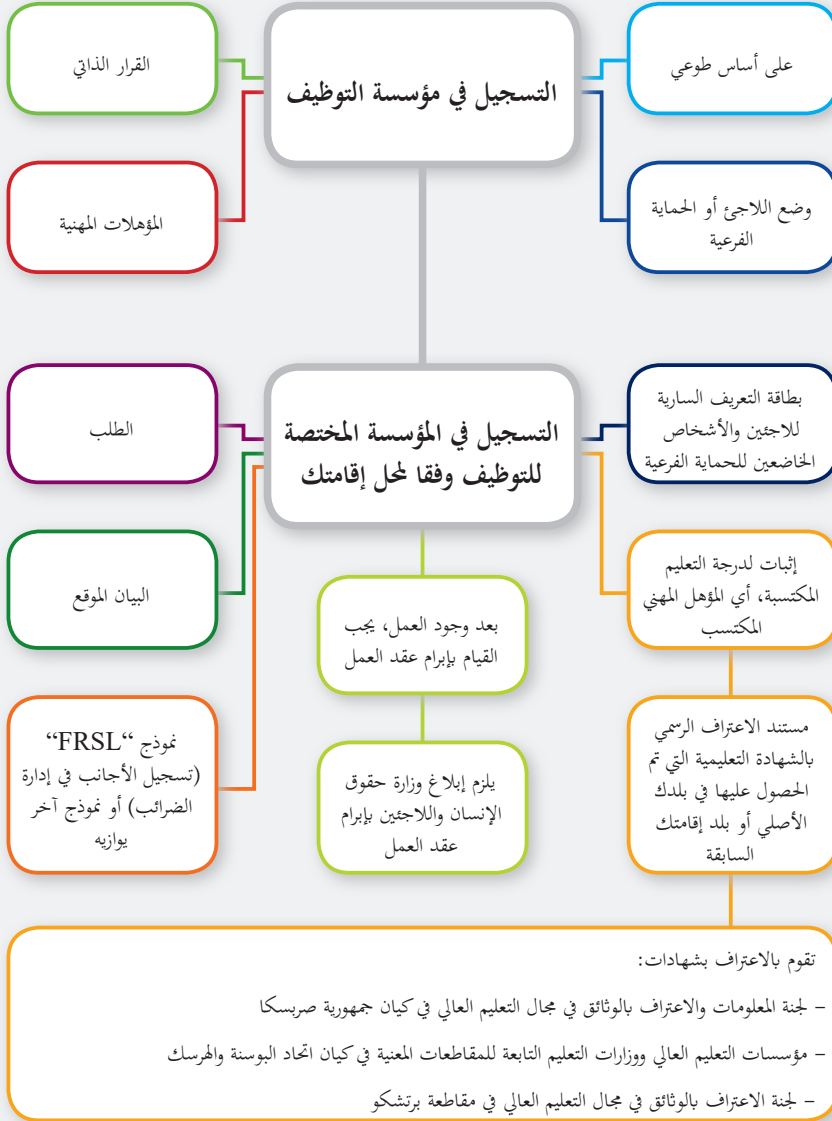 التسجيل في مؤسسة التوظيف
على أساس طوعي
القرار الذاتي
وضع اللاجئ أو الحماية
الفرعية
المؤهلات المهنية
التسجيل في المؤسسة المختصة
للتوظيف وفقا لمحل إقامتك
بطاقة التعريف السارية
للاجئين والأشخاص
الخاضعين للحماية الفرعية
الطلب
إثبات لدرجة التعليم
المكتسبة، أي المؤهل المهني
المكتسب
بعد وجود العمل، يجب
القيام بإبرام عقد العمل
البيان الموقع
مستند الاعتراف الرسمي
بالشهادة التعليمية التي تم
الحصول عليها في بلدك
الأصلي أو بلد إقامتك
السابقة
يلزم إبلاغ وزارة حقوق
الإنسان واللاجئين بإبرام
عقد العمل
نموذج “FRSL“
(تسجيل الأجانب في إدارة
الضرائب) أو نموذج آخر
يوازيه
تقوم بالاعتراف بشهادات:
– لجنة المعلومات والاعتراف بالوثائق في مجال التعليم العالي في كيان جمهورية صربسكا
– مؤسسات التعليم العالي ووزارات التعليم التابعة للمقاطعات المعنية في كيان اتحاد البوسنة والهرسك
– لجنة الاعتراف بالوثائق في مجال التعليم العالي في مقاطعة برتشكو